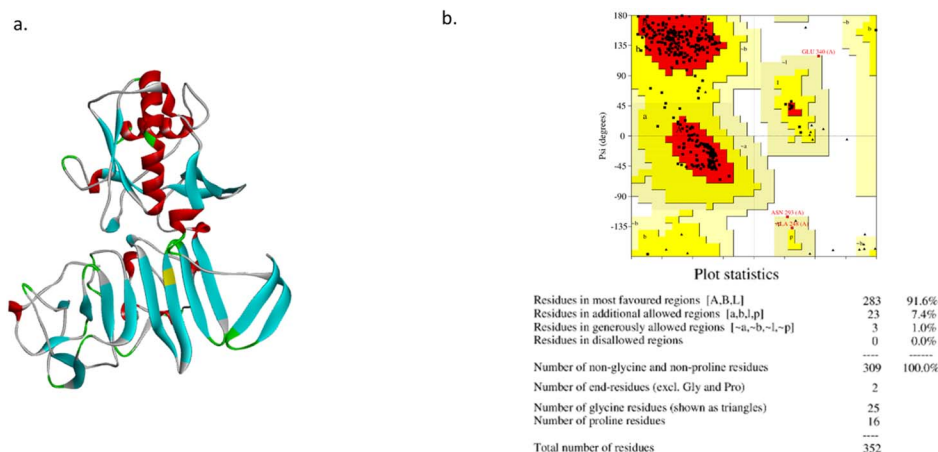 a.
b.
180
135
90
45
0
-45
-90
-135
Psi (degrees)
GLU 340 (A)
~b
b
b
~b
b
~l
l
a
~a
ASN 293 (A)
b
~b
p
b
~b
Plot statistics
Residues in most favoured regions [A,B,L] 283 91.6%
Residues in additional allowed regions [a,b,l,p] 23 7.4%
Residues in generously allowed regions [~a,~b,~l,~p] 3 1.0%
Residues in disallowed regions 0 0.0%
---- ------
Number of non-glycine and non-proline residues 309 100.0%
Number of end-residues (excl. Gly and Pro) 2
Number of glycine residues (shown as triangles) 25
Number of proline residues 16
----
Total number of residues 352